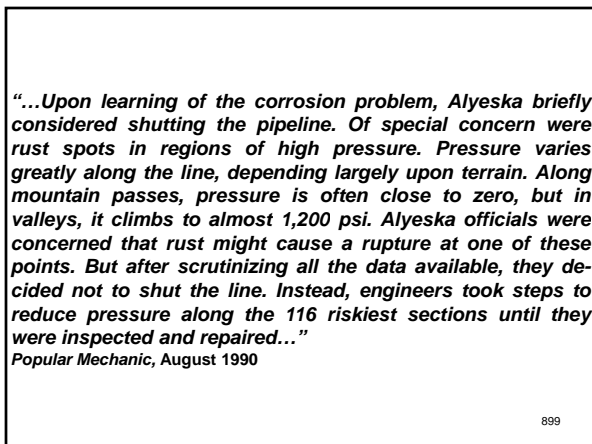 “…Upon learning of the corrosion problem, Alyeska briefly
considered shutting the pipeline. Of special concern were
rust spots in regions of high pressure. Pressure varies
greatly along the line, depending largely upon terrain. Along
mountain passes, pressure is often close to zero, but in
valleys, it climbs to almost 1,200 psi. Alyeska officials were
concerned that rust might cause a rupture at one of these
points. But after scrutinizing all the data available, they de-
cided not to shut the line. Instead, engineers took steps to
reduce pressure along the 116 riskiest sections until they
were inspected and repaired…”
Popular Mechanic, August 1990
899